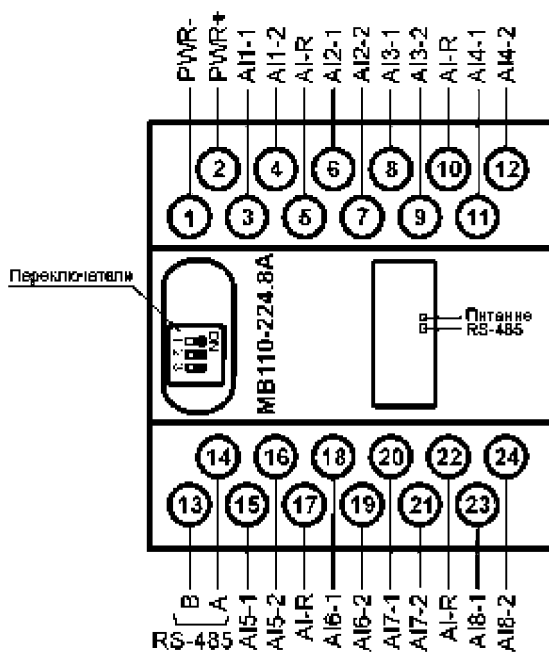 PWR-
PWR+
AI1-1
AI1-2
AI-R
AI2-1
AI2-2
AI3-1
AI3-2
AI-R
AI4-1
AI4-2
2
4
6
8
10
12
1
3
5
7
9
11
Переключатели
1
2
3
ON
МВ110-224.8А
Питание
RS-485
14
16
18
20
22
24
13
15
17
19
21
23
B
A
RS-485
AI5-1
AI5-2
AI-R
AI6-1
AI6-2
AI7-1
AI7-2
AI-R
AI8-1
AI8-2